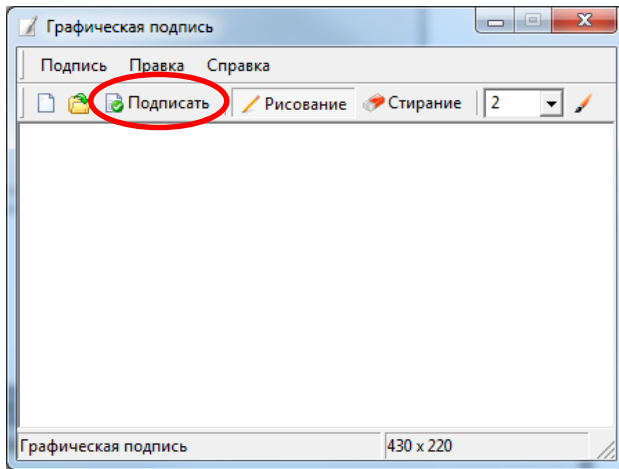 Графическая подпись
Подпись Правка Справка
Подписать Рисование Стирание 2
Графическая подпись 430 x 220